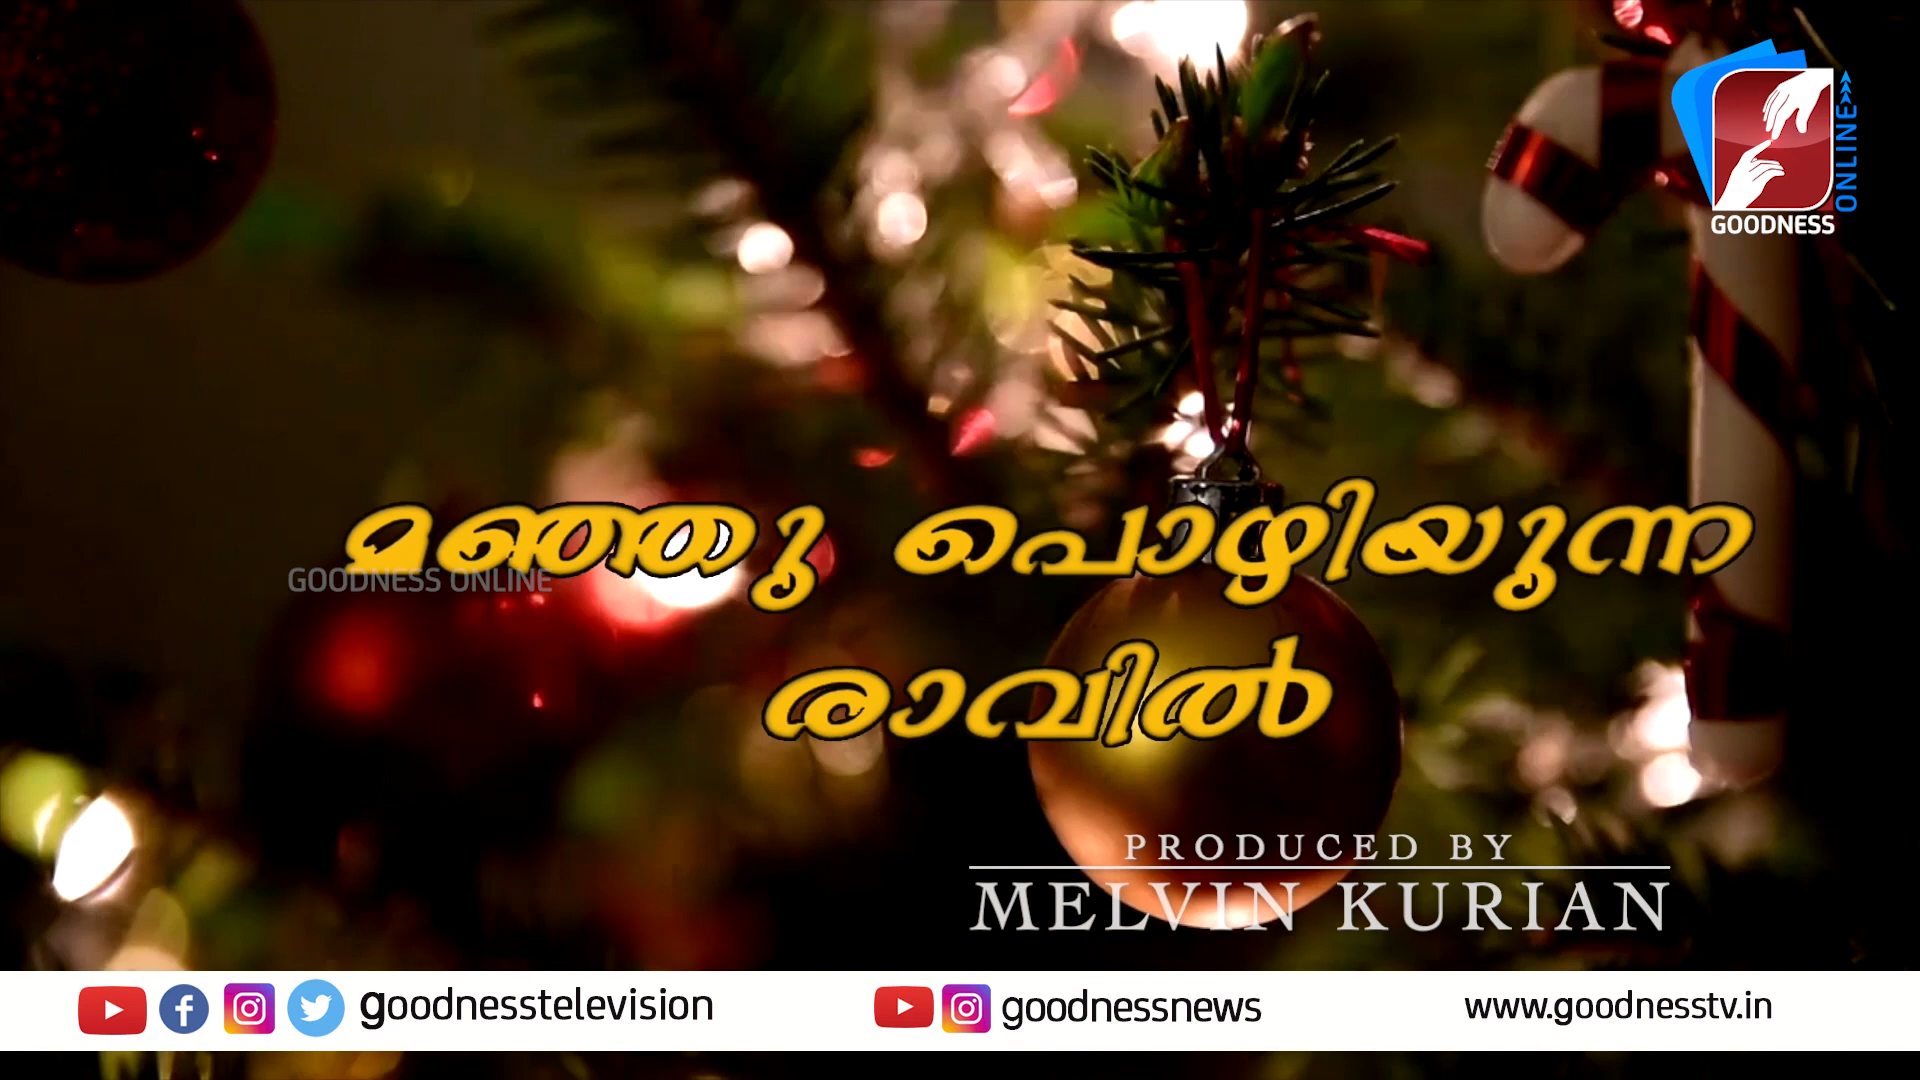 GOODNESS
ONLINE
മഞ്ഞു പൊഴിയുന്ന
GOODNESS ONLINE
രാവിൽ
PRODUCED BY
MELVIN KURIAN
goodnesstelevision
goodnessnews
www.goodnesstv.in